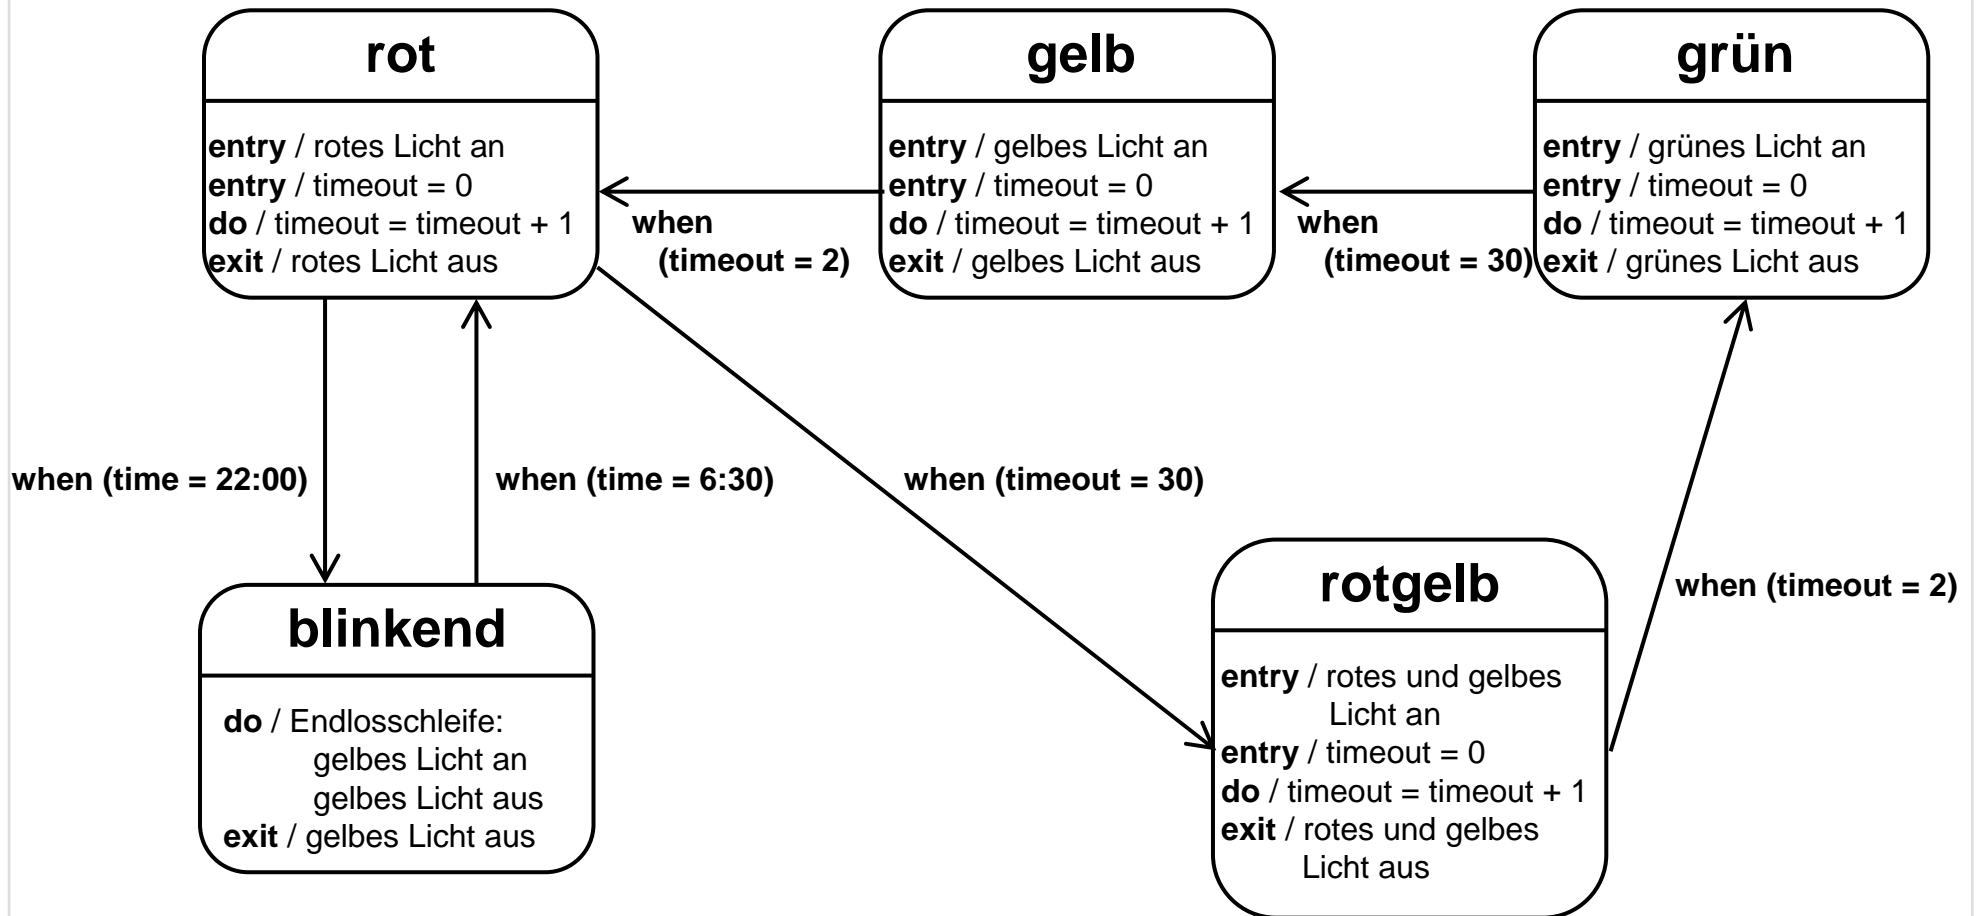 rot
entry / rotes Licht an
entry / timeout = 0
do / timeout = timeout + 1
exit / rotes Licht aus
when
(timeout = 2)
gelb
entry / gelbes Licht an
entry / timeout = 0
do / timeout = timeout + 1
exit / gelbes Licht aus
when
(timeout = 30)
grün
entry / grünes Licht an
entry / timeout = 0
do / timeout = timeout + 1
exit / grünes Licht aus
when (time = 22:00)
when (time = 6:30)
when (timeout = 30)
when (timeout = 2)
blinkend
do / Endlosschleife:
gelbes Licht an
gelbes Licht aus
exit / gelbes Licht aus
rotgelb
entry / rotes und gelbes
Licht an
entry / timeout = 0
do / timeout = timeout + 1
exit / rotes und gelbes
Licht aus